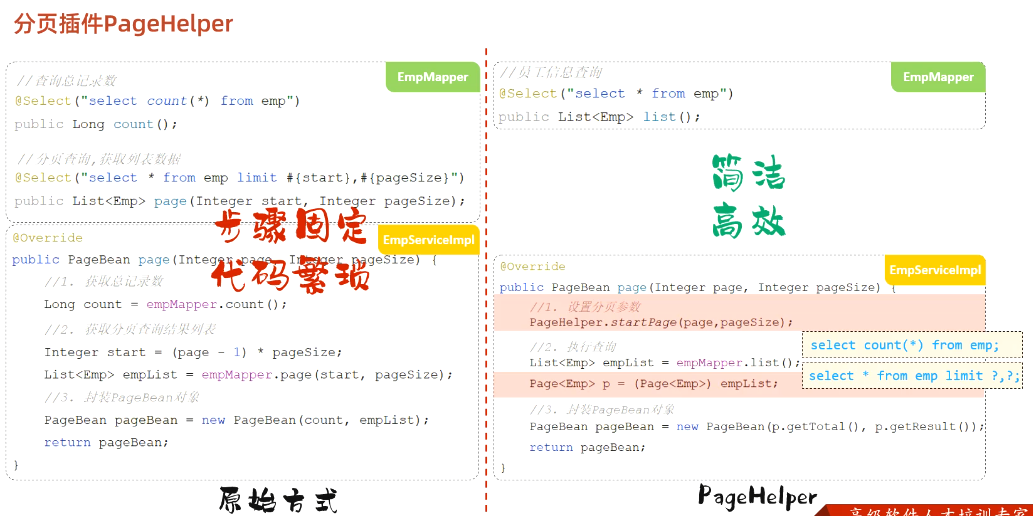 分页插件PageHelper
EmpMapper
//查询总记录数
@Select("select count(*) from emp")
public Long count();
//分页查询,获取列表数据
@Select("select * from emp limit #{start},#{pageSize}")
public List<Emp> page(Integer start, Integer pageSize);
步骤固定
代码繁琐
EmpServiceImpl
@Override
public PageBean page(Integer page, Integer pageSize) {
//1. 获取总记录数
Long count = empMapper.count();
//2. 获取分页查询结果列表
Integer start = (page - 1) * pageSize;
List<Emp> empList = empMapper.page(start, pageSize);
//3. 封装PageBean对象
PageBean pageBean = new PageBean(count, empList);
return pageBean;
}
原始方式
EmpMapper
//员工信息查询
@Select("select * from emp")
public List<Emp> list();
简洁
高效
EmpServiceImpl
@Override
public PageBean page(Integer page, Integer pageSize) {
//1. 设置分页参数
PageHelper.startPage(page,pageSize);
//2. 执行查询
List<Emp> empList = empMapper.list();
select count(*) from emp;
Page<Emp> p = (Page<Emp>) empList;
select * from emp limit ?,?;
//3. 封装PageBean对象
PageBean pageBean = new PageBean(p.getTotal(), p.getResult());
return pageBean;
}
PageHelper
高级软件人才培训专家